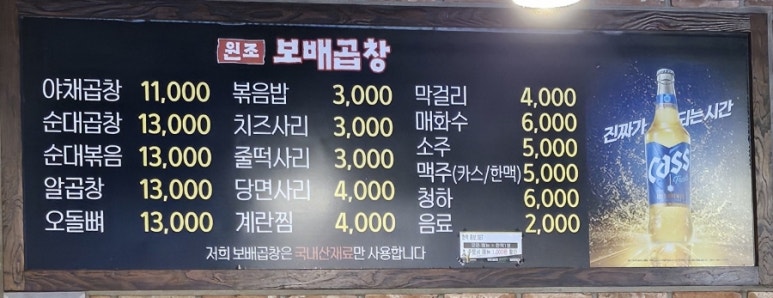 원조 보배곱창
야채곱창 11,000
순대곱창 13,000
순대볶음 13,000
알곱창 13,000
오돌뼈 13,000
볶음밥 3,000
치즈사리 3,000
쫄떡사리 3,000
당면사리 4,000
계란찜 4,000
막걸리 4,000
매화수 6,000
소주 5,000
맥주(카스/한맥) 5,000
청하 6,000
음료 2,000
저희 보배곱창은 국내산재료만 사용합니다
진짜가 되는시간
Cass